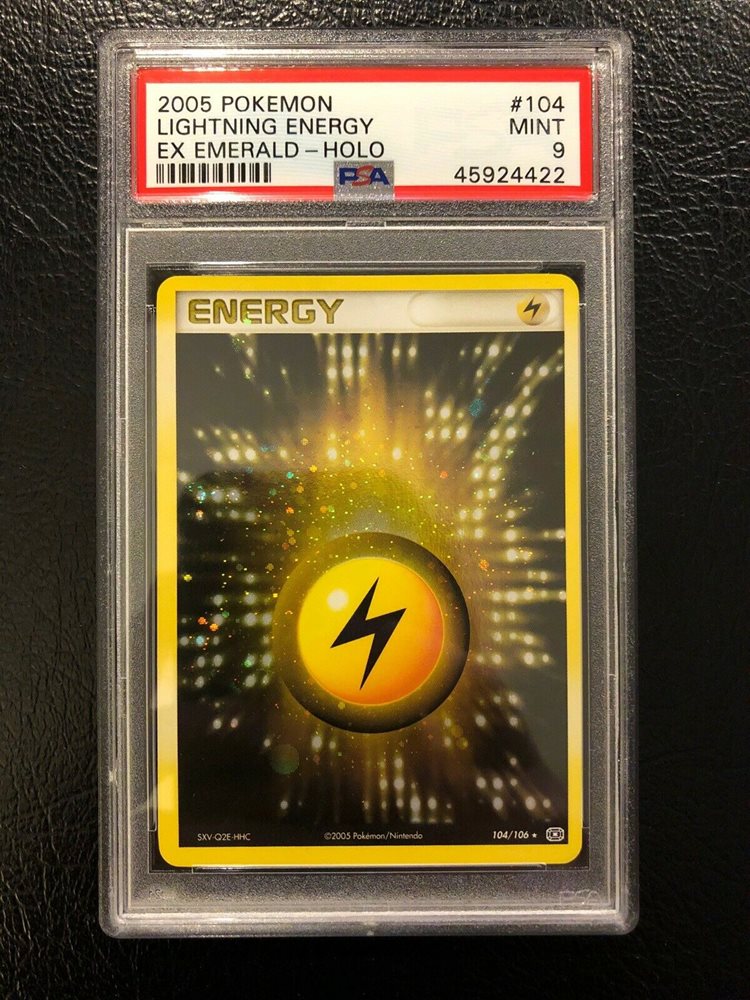 2005 POKEMON #104
LIGHTNING ENERGY MINT
EX EMERALD-HOLO 9
PSA 45924422
ENERGY
SXV-Q2E-HHC ©2005 Pokémon/Nintendo 104/106 ★
PSA